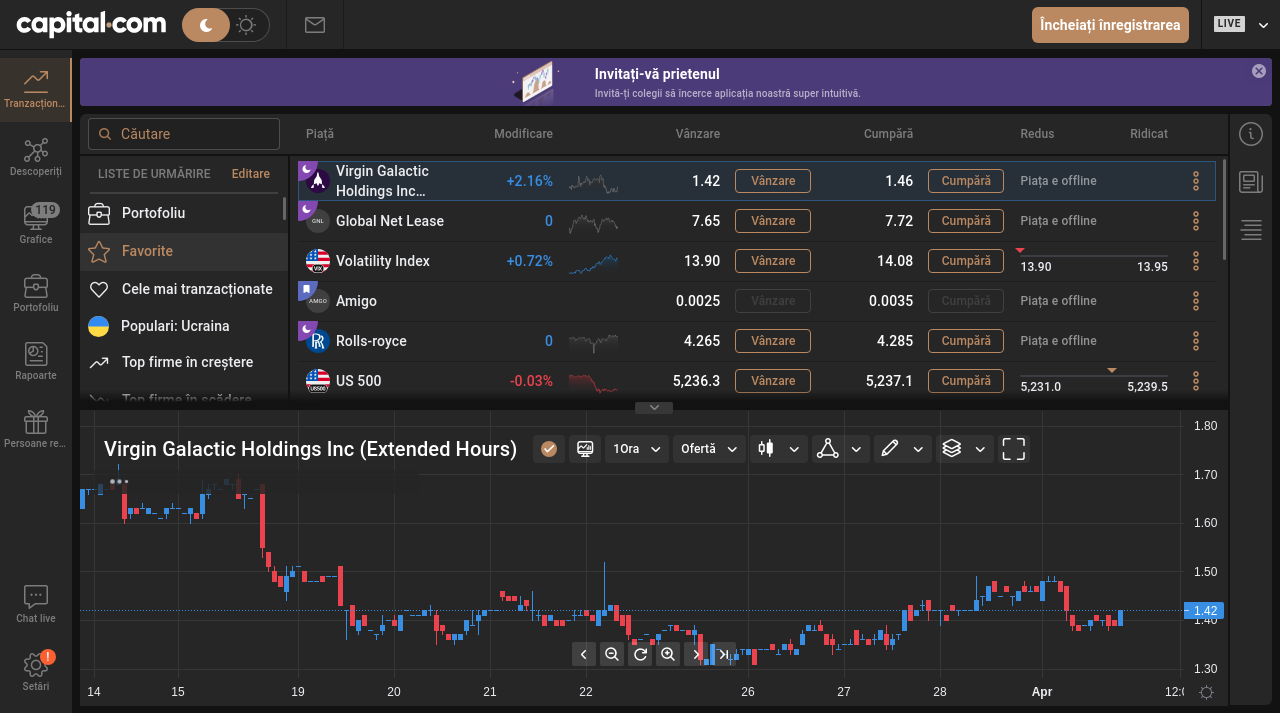 capital.com
Încheiați înregistrarea
LIVE
Tranzacțion...
Descoperiți
119
Grafice
Portofoliu
Rapoarte
Persoane re...
Chat live
!
Setări
Invitați-vă prietenul
Invită-ți colegii să încerce aplicația noastră super intuitivă.
Căutare
Piață Modificare Vânzare Cumpără Redus Ridicat
LISTE DE URMĂRIRE Editare
Portofoliu
Favorite
Cele mai tranzacționate
Populari: Ucraina
Top firme în creștere
Top firme în scădere
Virgin Galactic
Holdings Inc... +2.16% 1.42 Vânzare 1.46 Cumpără Piața e offline
GNL Global Net Lease 0 7.65 Vânzare 7.72 Cumpără Piața e offline
VIX Volatility Index +0.72% 13.90 Vânzare 14.08 Cumpără 13.90 13.95
AMGO Amigo 0.0025 Vânzare 0.0035 Cumpără Piața e offline
Rolls-royce 0 4.265 Vânzare 4.285 Cumpără Piața e offline
US500 US 500 -0.03% 5,236.3 Vânzare 5,237.1 Cumpără 5,231.0 5,239.5
Virgin Galactic Holdings Inc (Extended Hours) 1Ora Ofertă
1.80
1.70
1.60
1.50
1.42
1.40
1.30
14 15 19 20 21 22 26 27 28 Apr 12:0